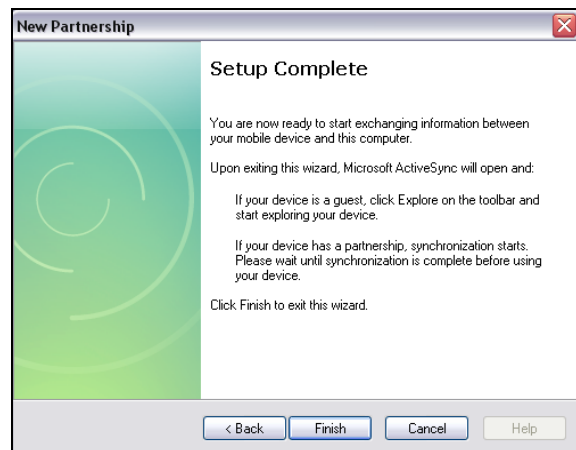 New Partnership
Setup Complete
You are now ready to start exchanging information between
your mobile device and this computer.
Upon exiting this wizard, Microsoft ActiveSync will open and:
If your device is a guest, click Explore on the toolbar and
start exploring your device.
If your device has a partnership, synchronization starts.
Please wait until synchronization is complete before using
your device.
Click Finish to exit this wizard.
< Back Finish Cancel Help